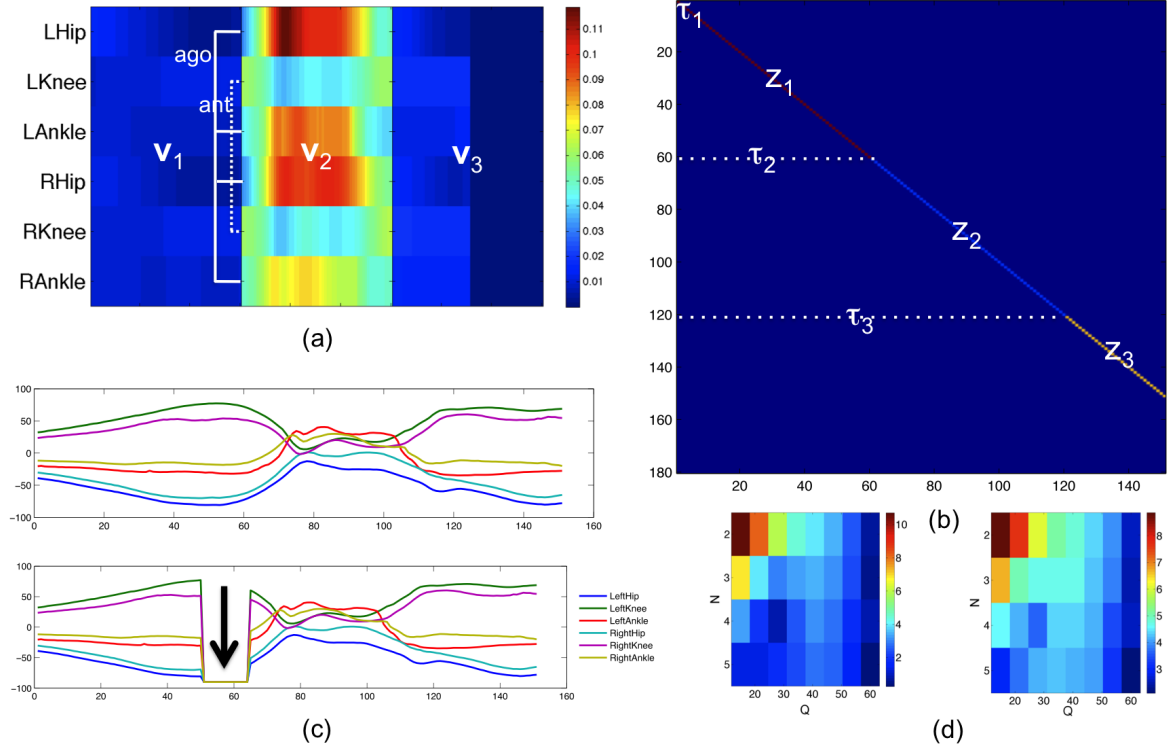 LHip
LKnee
LAnkle
RHip
RKnee
RAnkle
ago
ant
v1
v2
v3
0.11
0.1
0.09
0.08
0.07
0.06
0.05
0.04
0.03
0.02
0.01
(a)
τ1
z1
τ2
z2
τ3
z3
20
40
60
80
100
120
140
160
180
20 40 60 80 100 120 140
(b)
100
50
0
−50
−100
0 20 40 60 80 100 120 140 160
100
50
0
−50
−100
0 20 40 60 80 100 120 140 160
LeftHip
LeftKnee
LeftAnkle
RightHip
RightKnee
RightAnkle
(c)
2
3
4
5
N
20 30 40 50 60
Q
10
8
6
4
2
2
3
4
5
N
20 30 40 50 60
Q
8
7
6
5
4
3
(d)